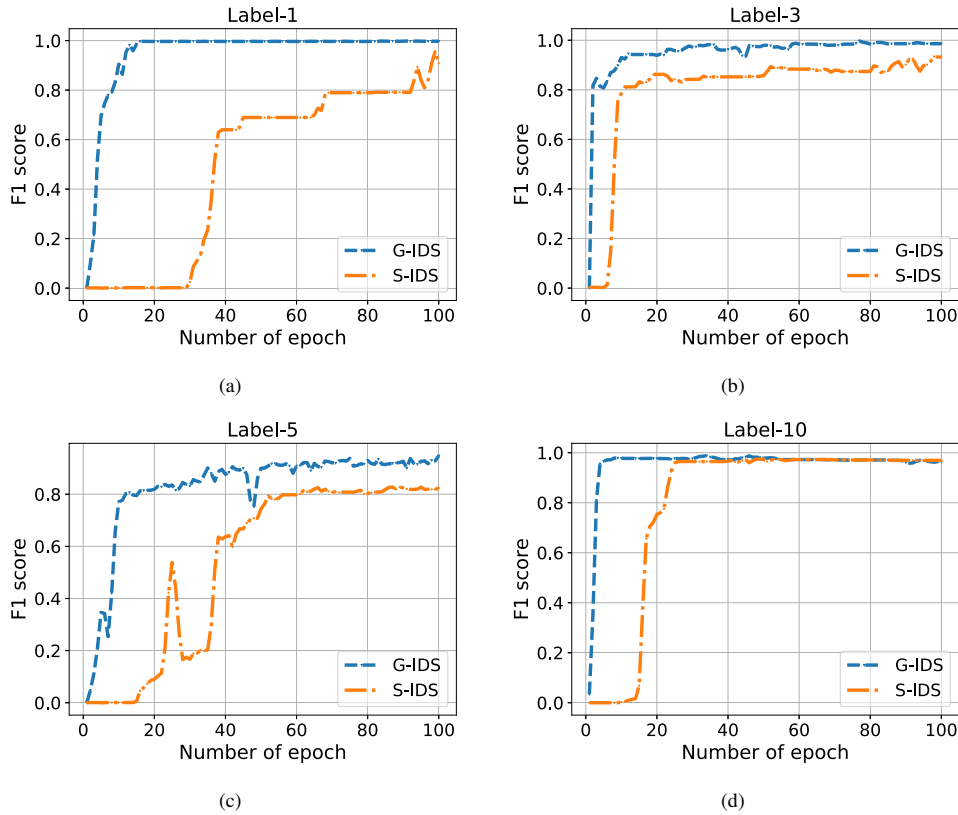 Label-1
1.0
0.8
0.6
0.4
0.2
0.0
F1 score
G-IDS
S-IDS
0 20 40 60 80 100
Number of epoch
(a)
Label-3
1.0
0.8
0.6
0.4
0.2
0.0
F1 score
G-IDS
S-IDS
0 20 40 60 80 100
Number of epoch
(b)
Label-5
0.8
0.6
0.4
0.2
0.0
F1 score
G-IDS
S-IDS
0 20 40 60 80 100
Number of epoch
(c)
Label-10
1.0
0.8
0.6
0.4
0.2
0.0
F1 score
G-IDS
S-IDS
0 20 40 60 80 100
Number of epoch
(d)